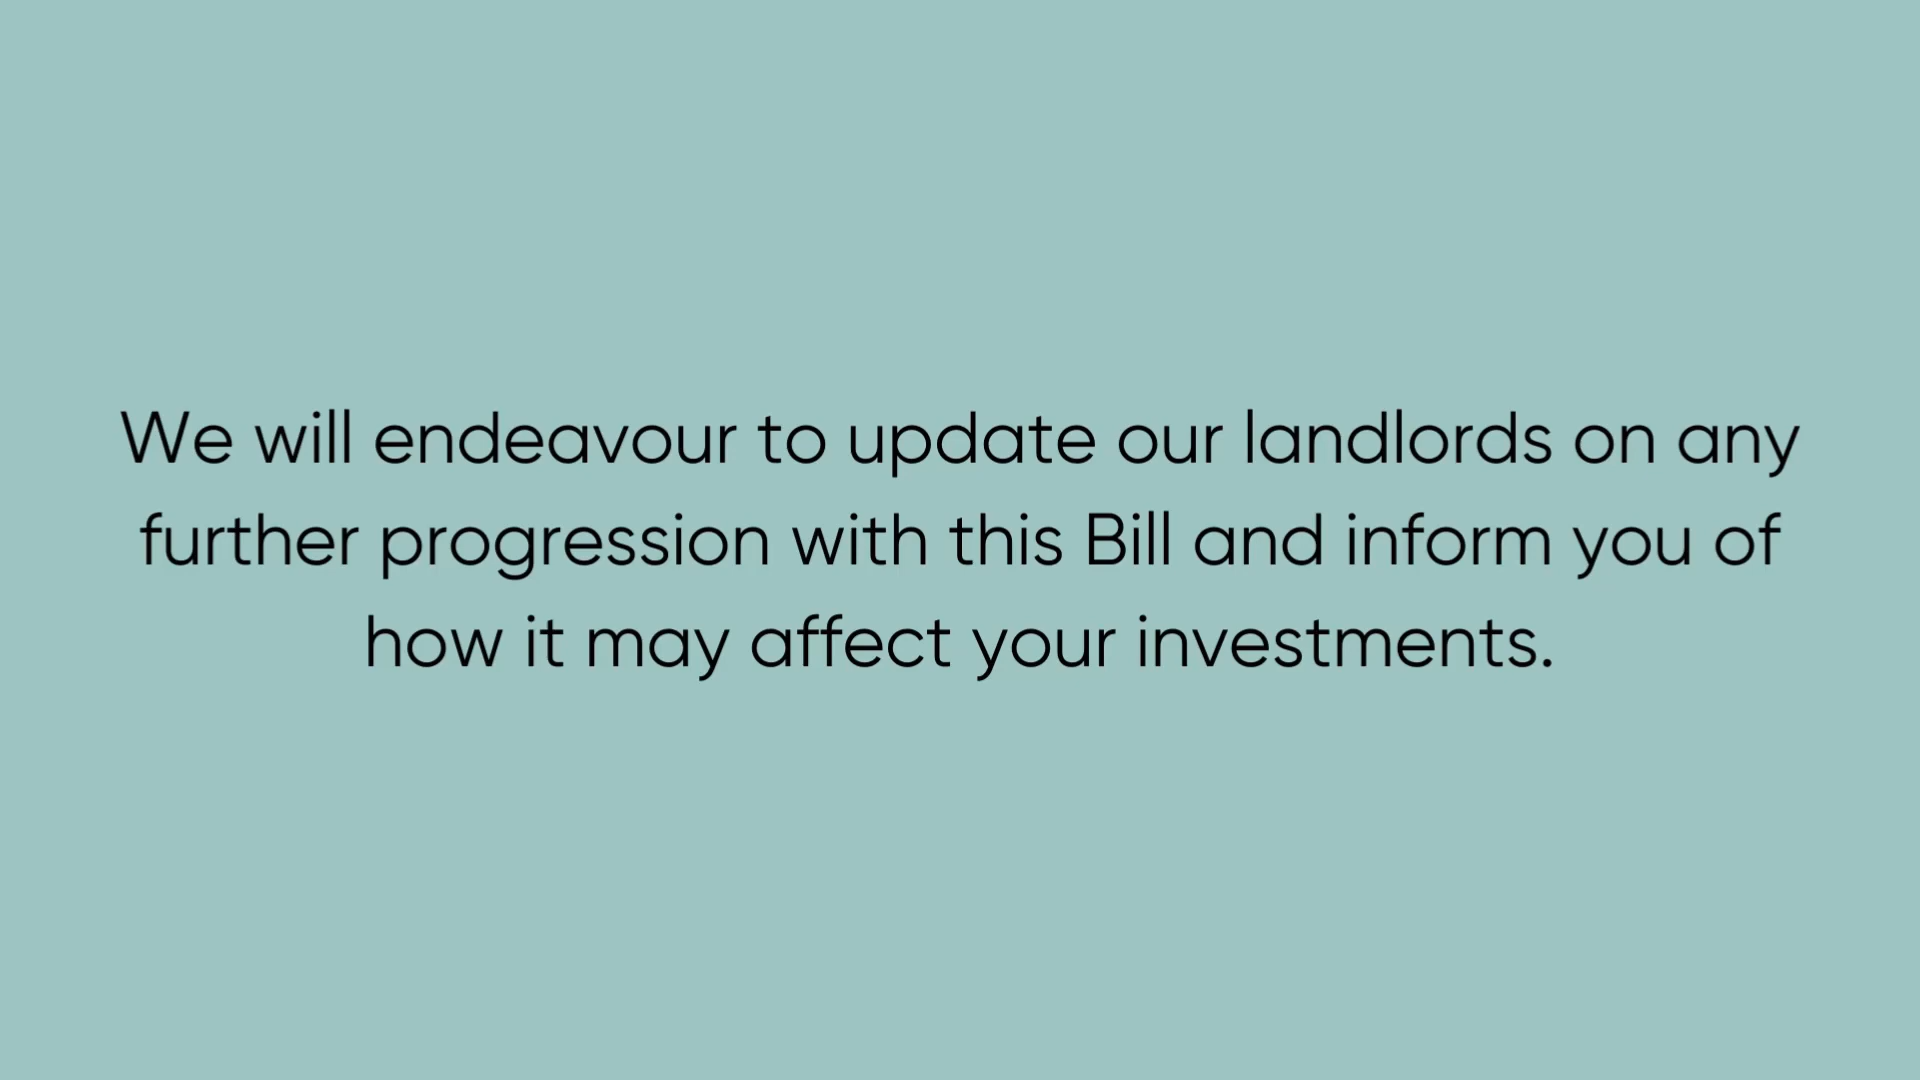 We will endeavour to update our landlords on any
further progression with this Bill and inform you of
how it may affect your investments.